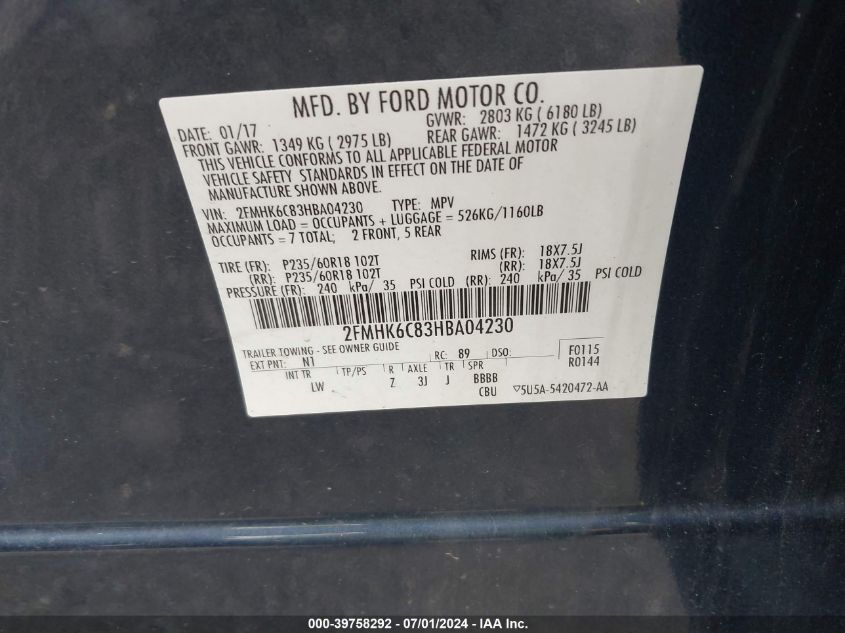 MFD. BY FORD MOTOR CO.
DATE: 01/17 GVWR: 2803 KG ( 6180 LB)
FRONT GAWR: 1349 KG ( 2975 LB) REAR GAWR: 1472 KG ( 3245 LB)
THIS VEHICLE CONFORMS TO ALL APPLICABLE FEDERAL MOTOR
VEHICLE SAFETY STANDARDS IN EFFECT ON THE DATE OF
MANUFACTURE SHOWN ABOVE.
VIN: 2FMHK6C83HBA04230 TYPE: MPV
MAXIMUM LOAD = OCCUPANTS + LUGGAGE = 526KG/1160LB
OCCUPANTS = 7 TOTAL; 2 FRONT, 5 REAR
TIRE (FR): P235/60R18 102T RIMS (FR): 18X7.5J
(RR): P235/60R18 102T (RR): 18X7.5J
PRESSURE (FR): 240 kPa/ 35 PSI COLD (RR): 240 kPa/ 35 PSI COLD
2FMHK6C83HBA04230
TRAILER TOWING - SEE OWNER GUIDE
EXT PNT: N1 RC: 89 DSO: F0115
R0144
INT TR TP/PS R AXLE TR SPR
LW Z 3J J BBBB
CBU ▽5U5A-5420472-AA
000-39758292 - 07/01/2024 - IAA Inc.